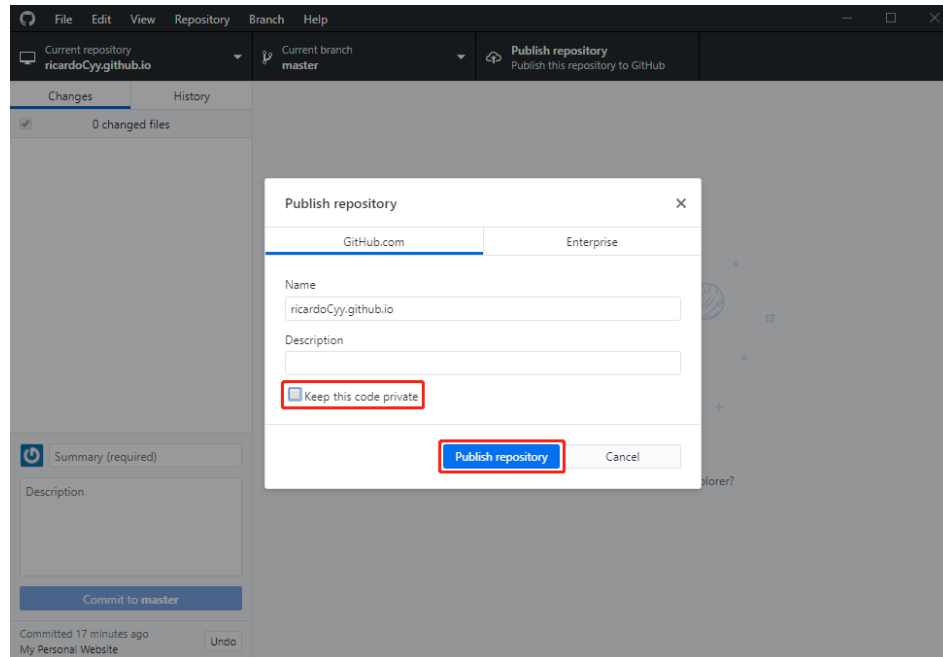 File Edit View Repository Branch Help
Current repository
ricardoCyy.github.io
Current branch
master
Publish repository
Publish this repository to GitHub
Changes History
0 changed files
Publish repository
GitHub.com Enterprise
Name
ricardoCyy.github.io
Description
Keep this code private
Publish repository Cancel
Summary (required)
Description
Commit to master
Committed 17 minutes ago
My Personal Website
Undo